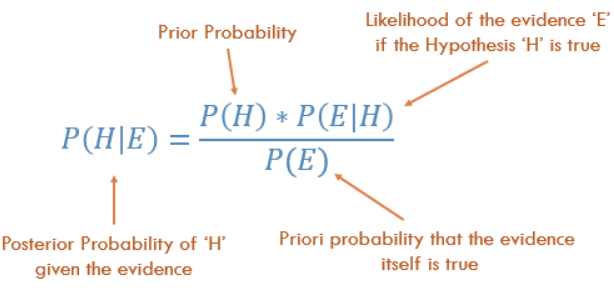 Prior Probability
Likelihood of the evidence ‘E’
if the Hypothesis ‘H’ is true
P(H|E) = P(H) * P(E|H)
P(E)
Posterior Probability of ‘H’
given the evidence
Priori probability that the evidence
itself is true